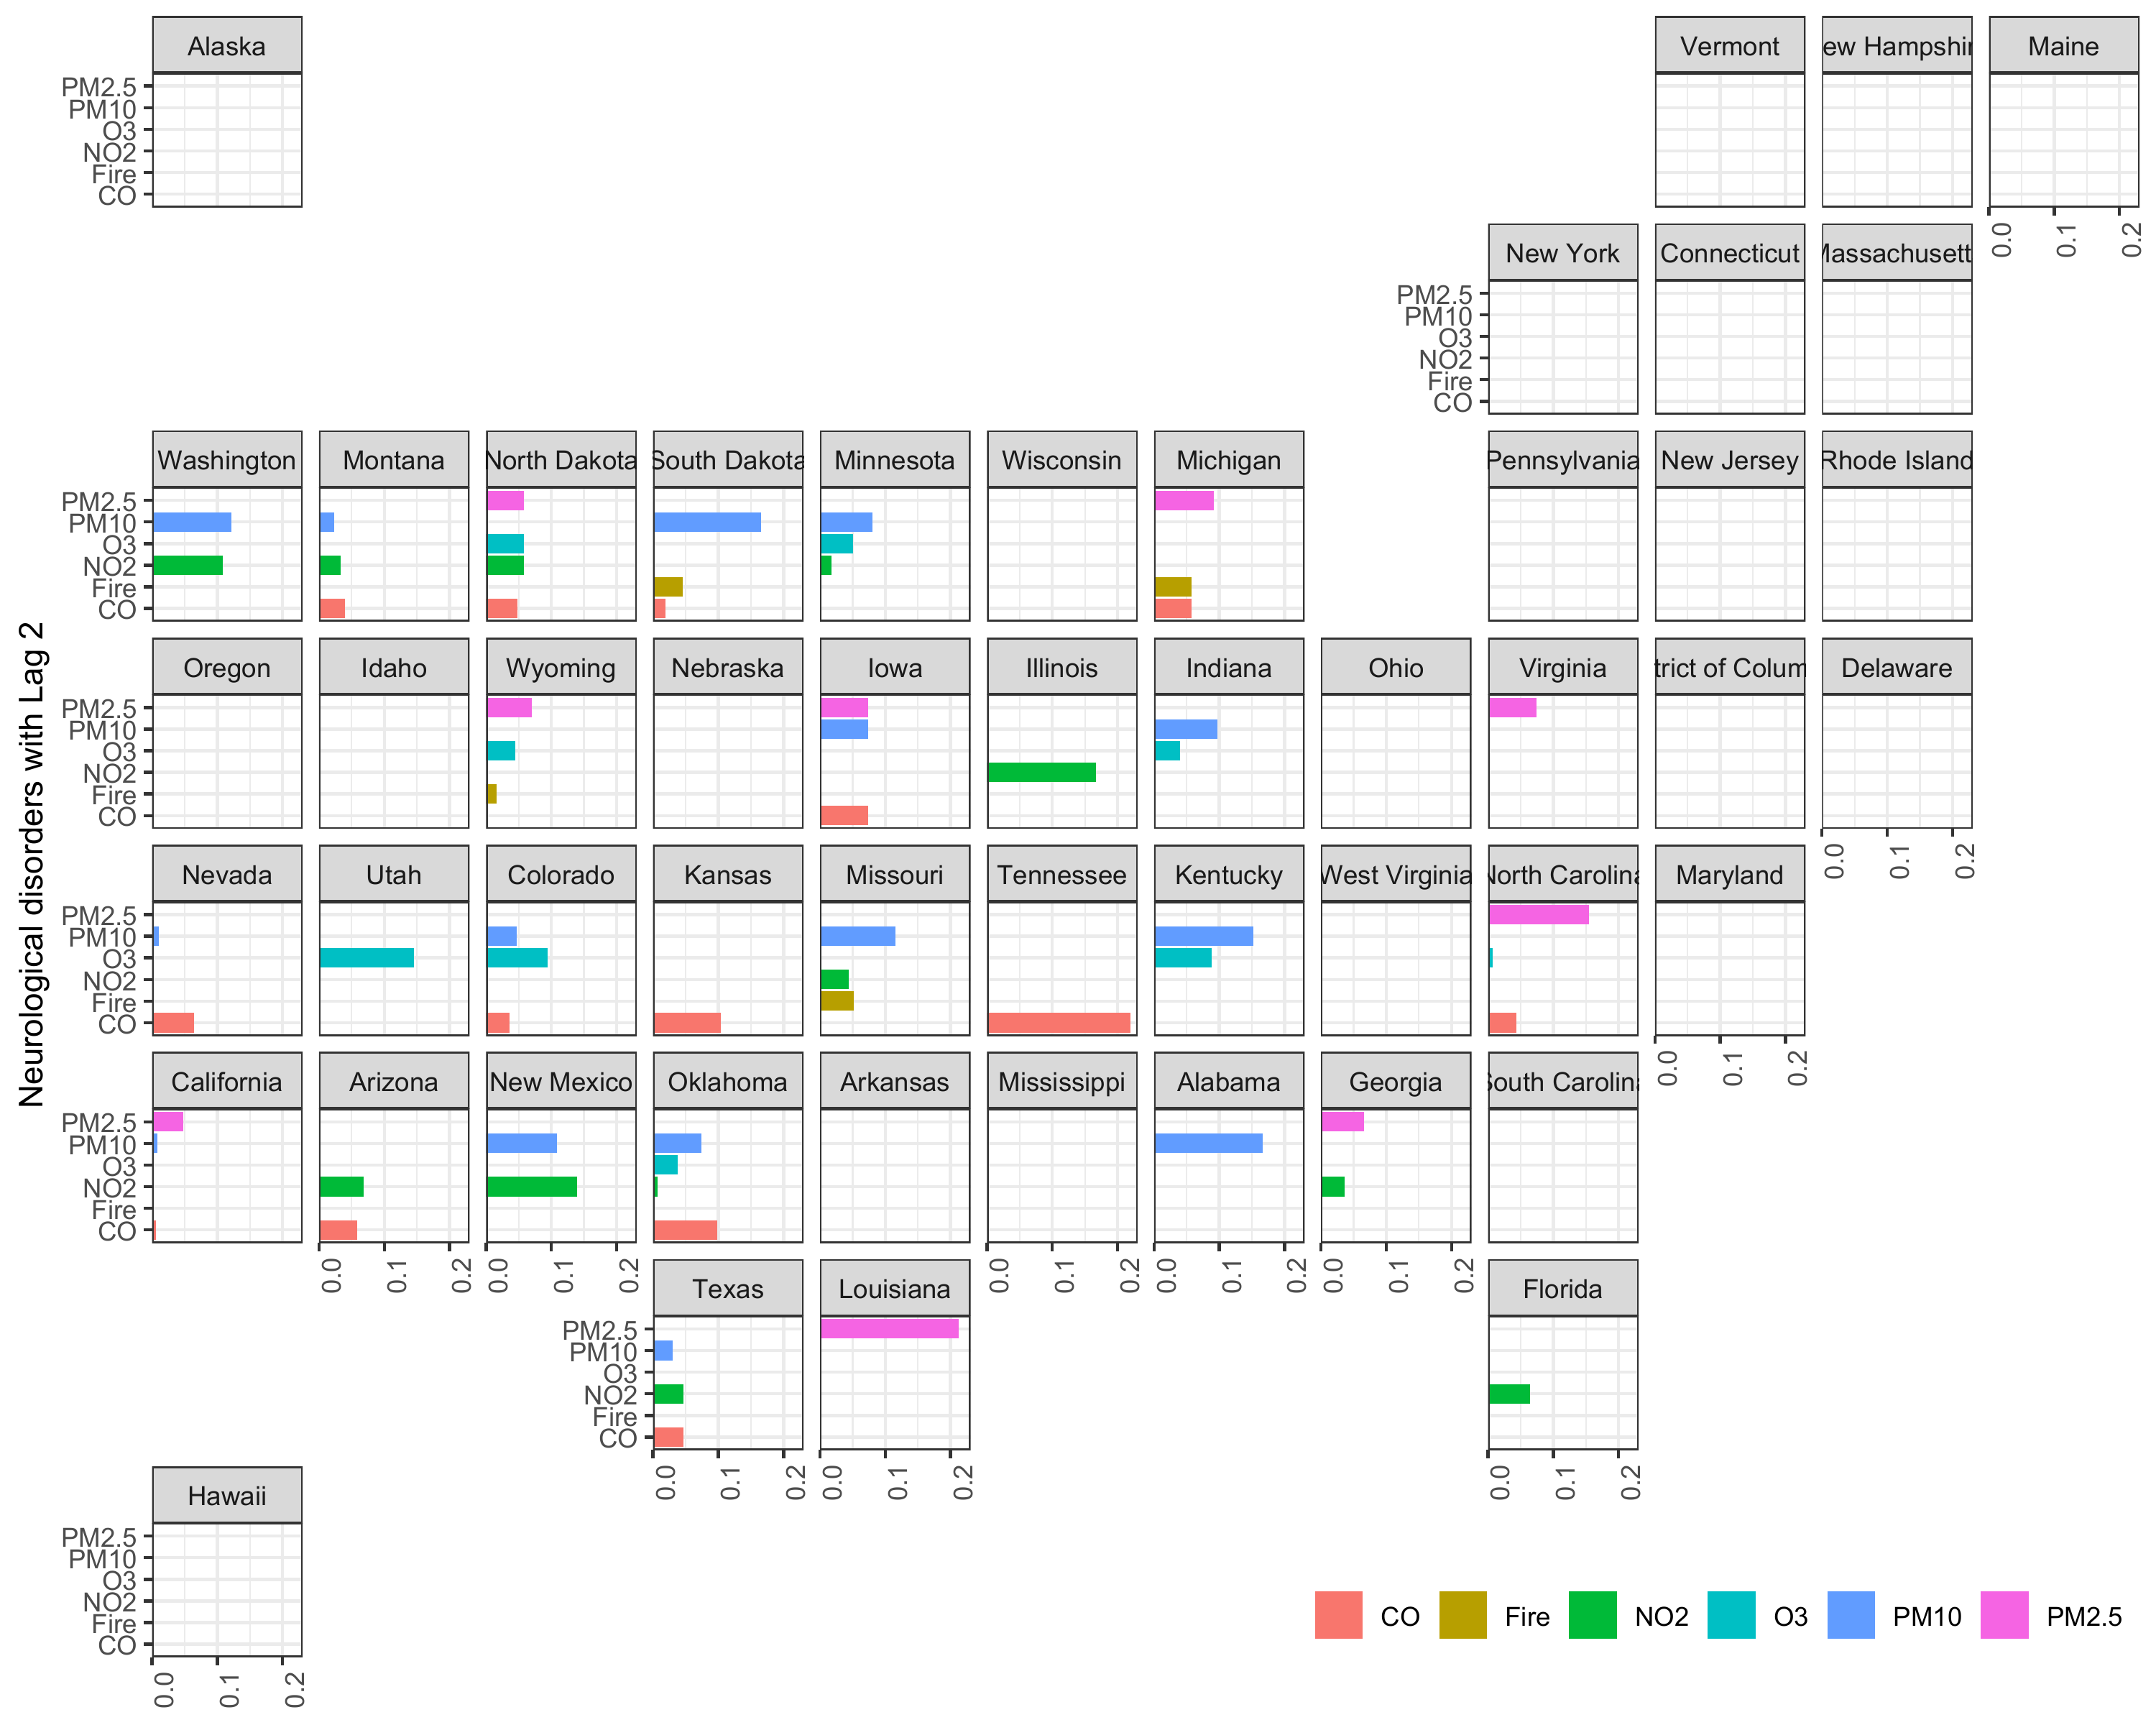 Alaska
Vermont
ew Hampshir
Maine
PM2.5
PM10
O3
NO2
Fire
CO
0.0 0.1 0.2
New York
Connecticut
Massachusett
PM2.5
PM10
O3
NO2
Fire
CO
Washington
Montana
North Dakota
South Dakota
Minnesota
Wisconsin
Michigan
Pennsylvania
New Jersey
Rhode Island
PM2.5
PM10
O3
NO2
Fire
CO
Neurological disorders with Lag 2
Oregon
Idaho
Wyoming
Nebraska
Iowa
Illinois
Indiana
Ohio
Virginia
trict of Colum
Delaware
PM2.5
PM10
O3
NO2
Fire
CO
0.0 0.1 0.2
Nevada
Utah
Colorado
Kansas
Missouri
Tennessee
Kentucky
West Virginia
North Carolina
Maryland
PM2.5
PM10
O3
NO2
Fire
CO
0.0 0.1 0.2
California
Arizona
New Mexico
Oklahoma
Arkansas
Mississippi
Alabama
Georgia
South Carolina
PM2.5
PM10
O3
NO2
Fire
CO
0.0 0.1 0.2
0.0 0.1 0.2
0.0 0.1 0.2
0.0 0.1 0.2
0.0 0.1 0.2
Texas
Louisiana
Florida
PM2.5
PM10
O3
NO2
Fire
CO
0.0 0.1 0.2
0.0 0.1 0.2
0.0 0.1 0.2
Hawaii
PM2.5
PM10
O3
NO2
Fire
CO
0.0 0.1 0.2
CO Fire NO2 O3 PM10 PM2.5